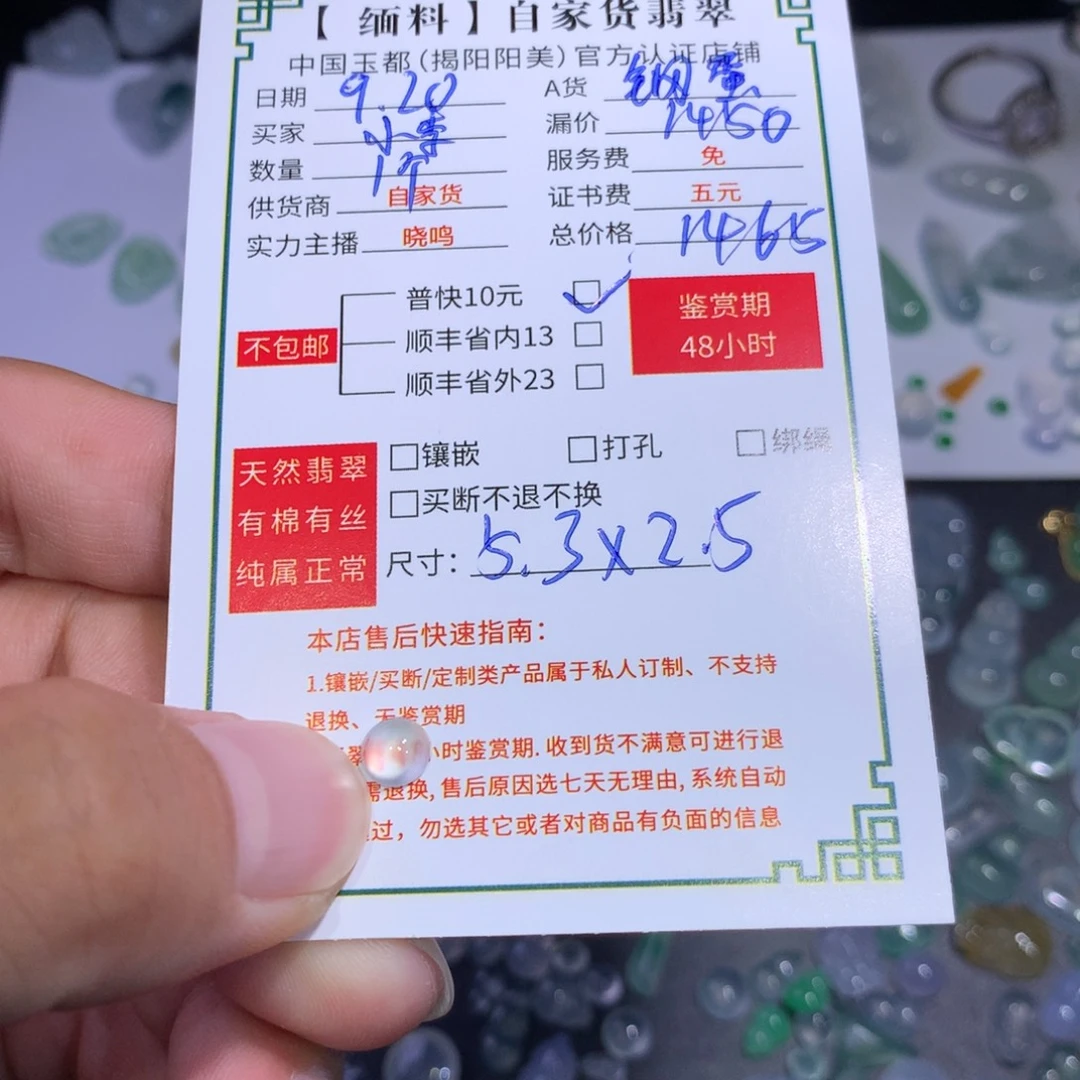 【缅料】自家货翡翠
中国玉都(揭阳阳美)官方认证店铺
日期 9.20 A货 钢蛋
买家 小李 漏价 1450
数量 1个 服务费 免
供货商 自家货 证书费 五元
实力主播 晓鸣 总价格 1465
普快10元
不包邮 顺丰省内13
顺丰省外23
鉴赏期
48小时
天然翡翠
有棉有丝
纯属正常
镶嵌 打孔 绑绳
买断不退不换
尺寸: 5.3x2.5
本店售后快速指南:
1.镶嵌/买断/定制类产品属于私人订制、不支持
退换、无鉴赏期
小时鉴赏期.收到货不满意可进行退
需退换,售后原因选七天无理由,系统自动
过，勿选其它或者对商品有负面的信息